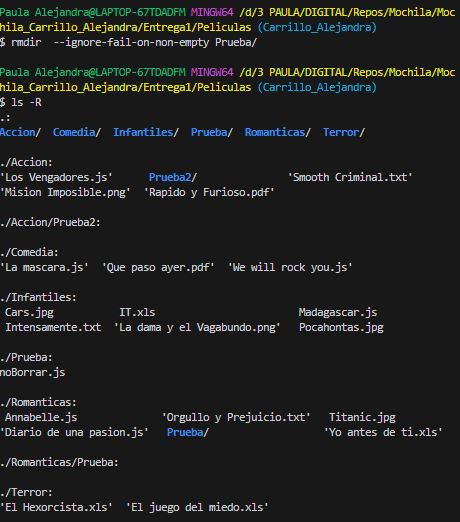 Paula Alejandra@LAPTOP-67TDADFM MINGW64 /d/3 PAULA/DIGITAL/Repos/Mochila/Moc
hila_Carrillo_Alejandra/Entrega1/Peliculas (Carrillo_Alejandra)
$ rmdir  --ignore-fail-on-non-empty Prueba/

Paula Alejandra@LAPTOP-67TDADFM MINGW64 /d/3 PAULA/DIGITAL/Repos/Mochila/Moc
hila_Carrillo_Alejandra/Entrega1/Peliculas (Carrillo_Alejandra)
$ ls -R
.:
Accion/  Comedia/  Infantiles/  Prueba/  Romanticas/  Terror/

./Accion:
'Los Vengadores.js'      Prueba2/              'Smooth Criminal.txt'
'Mision Imposible.png'  'Rapido y Furioso.pdf'

./Accion/Prueba2:

./Comedia:
'La mascara.js'  'Que paso ayer.pdf'  'We will rock you.js'

./Infantiles:
 Cars.jpg          IT.xls                       Madagascar.js
 Intensamente.txt  'La dama y el Vagabundo.png'   Pocahontas.jpg

./Prueba:
noBorrar.js

./Romanticas:
 Annabelle.js             'Orgullo y Prejuicio.txt'   Titanic.jpg
'Diario de una pasion.js'   Prueba/                  'Yo antes de ti.xls'

./Romanticas/Prueba:

./Terror:
'El Hexorcista.xls'  'El juego del miedo.xls'